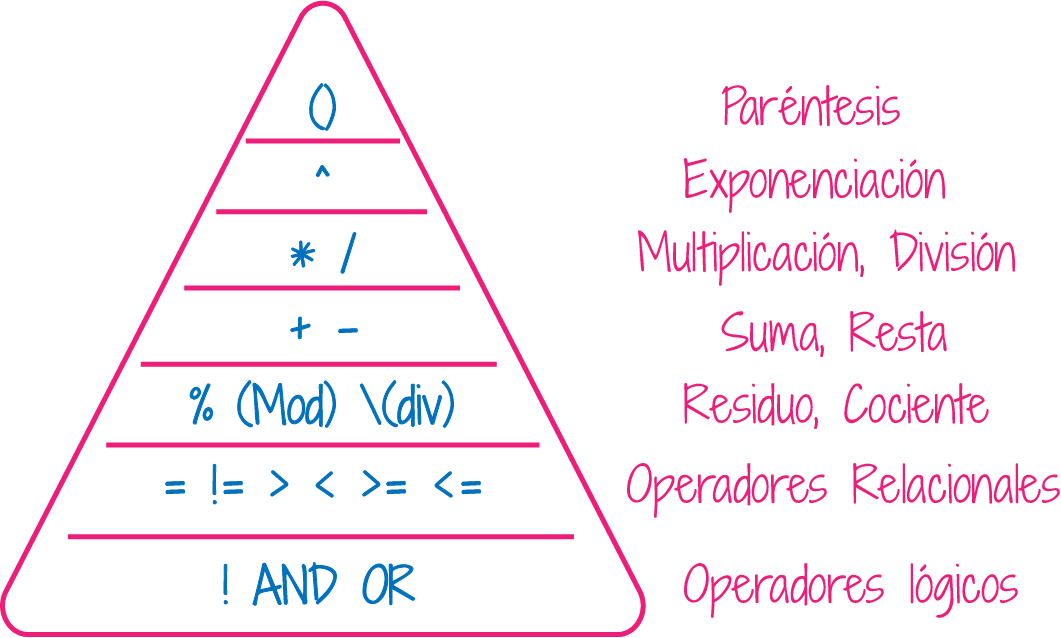 () Paréntesis
^ Exponenciación
* / Multiplicación, División
+ - Suma, Resta
% (Mod) \(div) Residuo, Cociente
= != > < >= <= Operadores Relacionales
! AND OR Operadores lógicos